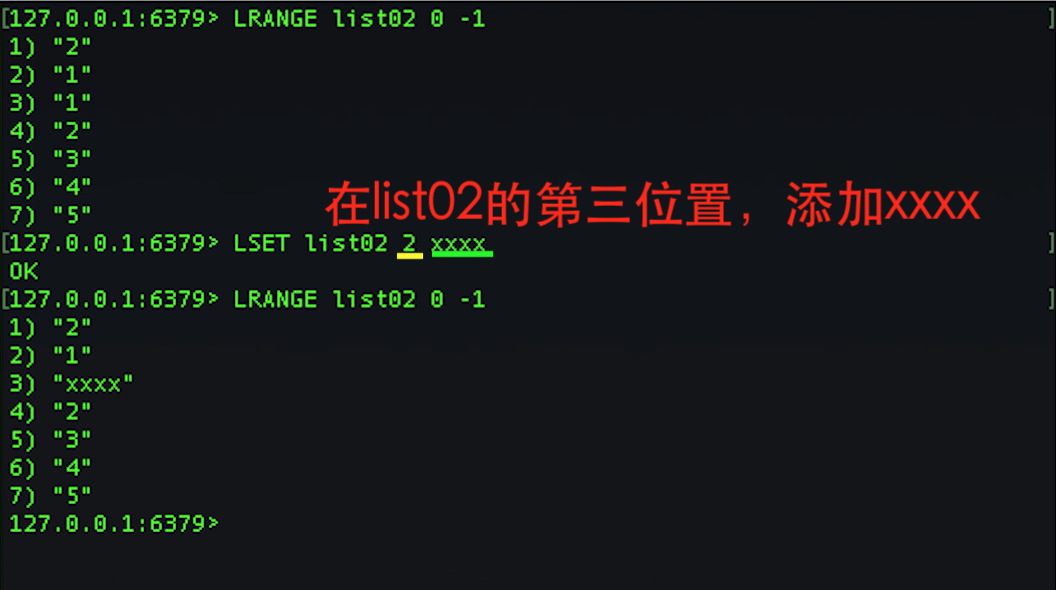 [127.0.0.1:6379> LRANGE list02 0 -1 ]
1) "2"
2) "1"
3) "1"
4) "2"
5) "3"
6) "4"
7) "5"
在list02的第三位置，添加xxxx
[127.0.0.1:6379> LSET list02 2 xxxx ]
OK
[127.0.0.1:6379> LRANGE list02 0 -1 ]
1) "2"
2) "1"
3) "xxxx"
4) "2"
5) "3"
6) "4"
7) "5"
127.0.0.1:6379>